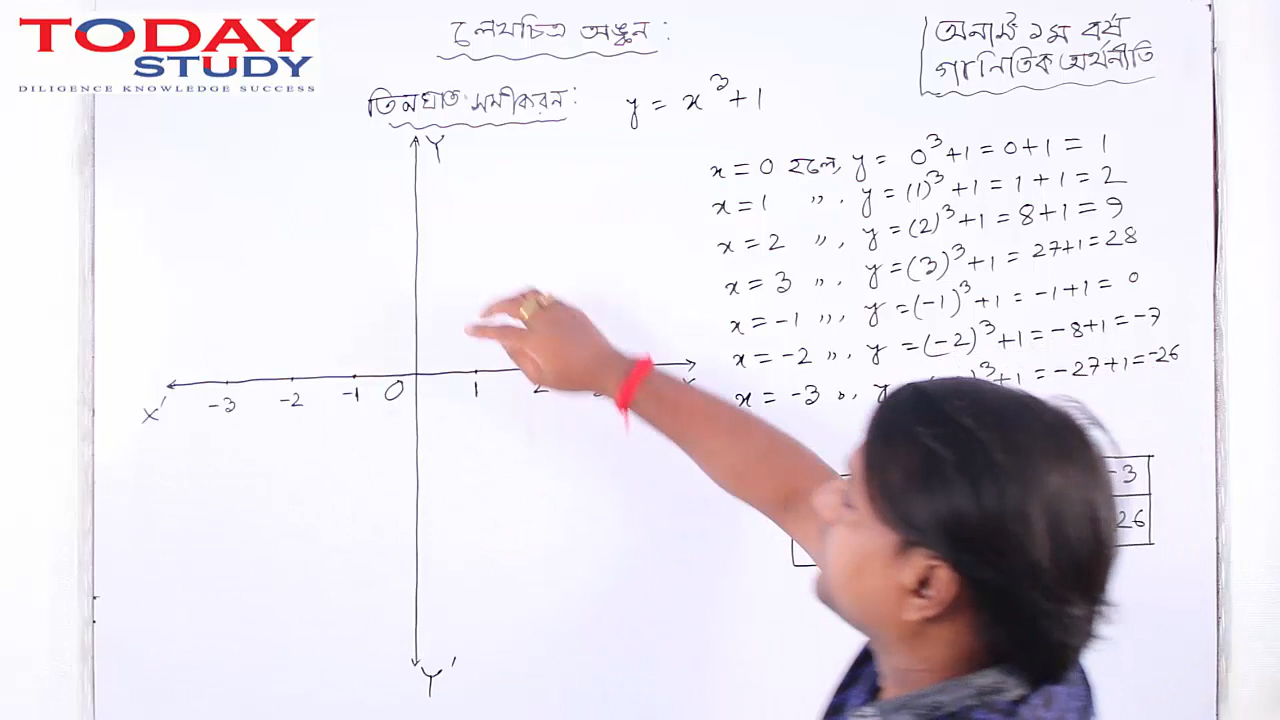 TODAY
STUDY
DILIGENCE KNOWLEDGE SUCCESS
লেখচিত্র অঙ্কন:
অনার্স ১ম বর্ষ
গাণিতিক অর্থনীতি
তিনঘাত সমীকরন: y = x³+1
x = 0 হলে, y = 0³+1 = 0+1 = 1
x = 1 ,, , y = (1)³+1 = 1+1 = 2
x = 2 ,, , y = (2)³+1 = 8+1 = 9
x = 3 ,, , y = (3)³+1 = 27+1 = 28
x = -1 ,, , y = (-1)³+1 = -1+1 = 0
x = -2 ,, , y = (-2)³+1 = -8+1 = -7
x = -3 ,, , y ³+1 = -27+1 = -26
Y
X' -3 -2 -1 0 1 2
Y'
-3
26